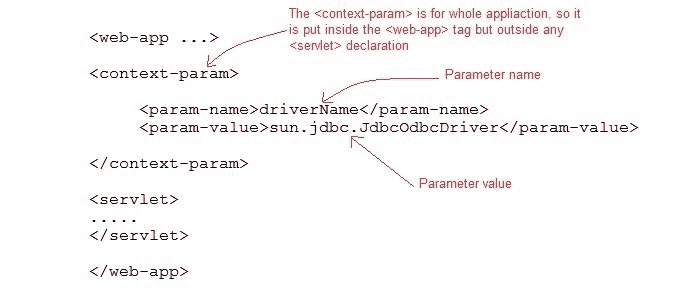 The <context-param> is for whole appliaction, so it
is put inside the <web-app> tag but outside any
<servlet> declaration
<web-app ...>
<context-param>
Parameter name
<param-name>driverName</param-name>
<param-value>sun.jdbc.JdbcOdbcDriver</param-value>
</context-param>
Parameter value
<servlet>
.....
</servlet>
</web-app>